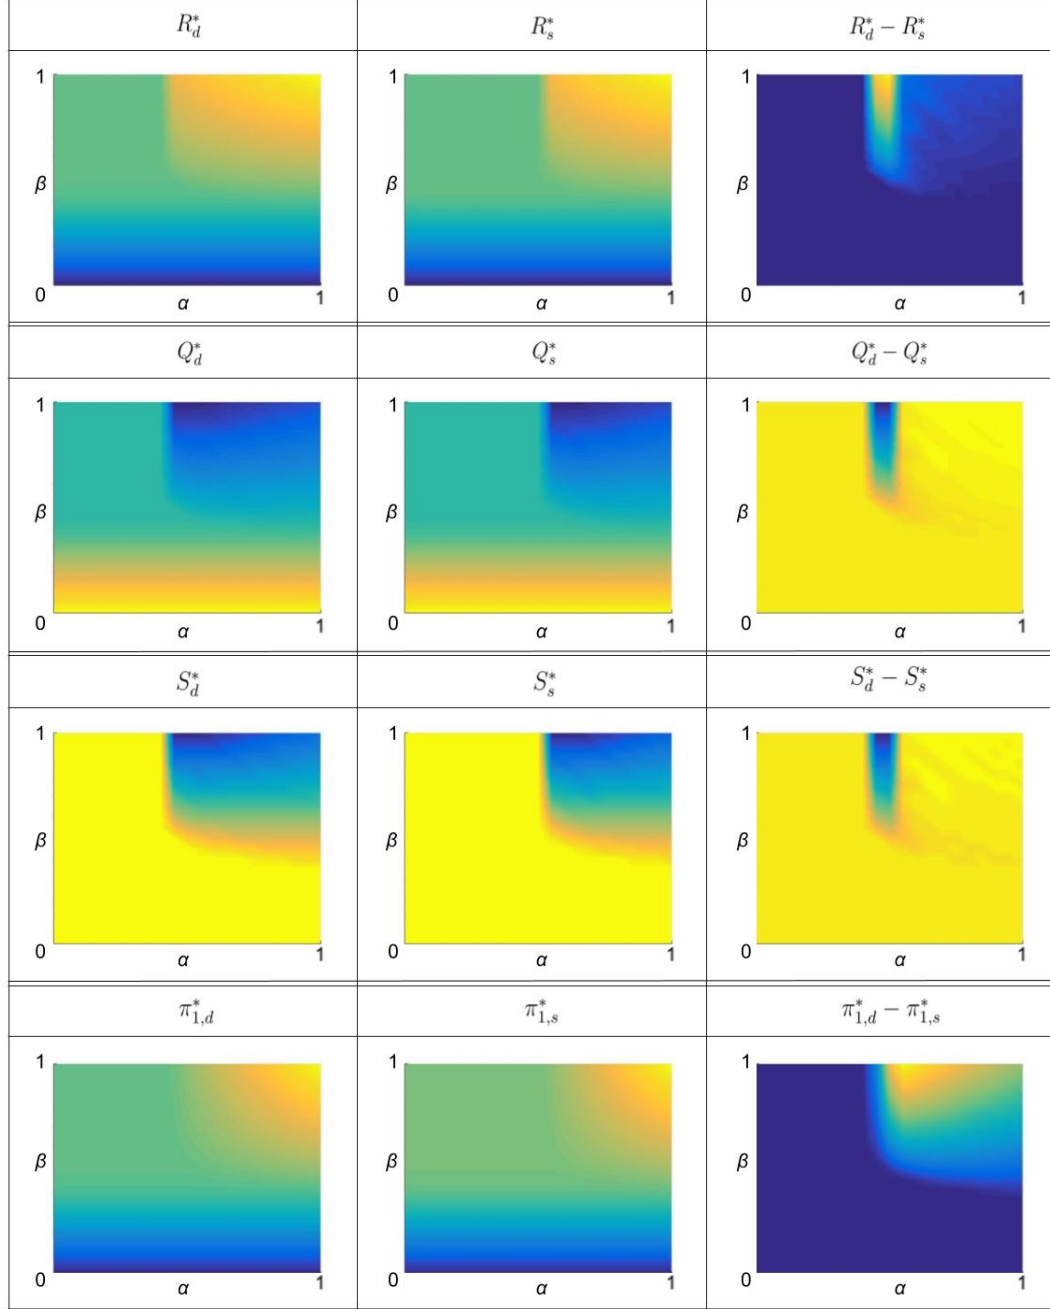 R*_d R*_s R*_d − R*_s
1 1 1
β β β
0 α 1 0 α 1 0 α 1
Q*_d Q*_s Q*_d − Q*_s
1 1 1
β β β
0 α 1 0 α 1 0 α 1
S*_d S*_s S*_d − S*_s
1 1 1
β β β
0 α 1 0 α 1 0 α 1
π*_{1,d} π*_{1,s} π*_{1,d} − π*_{1,s}
1 1 1
β β β
0 α 1 0 α 1 0 α 1